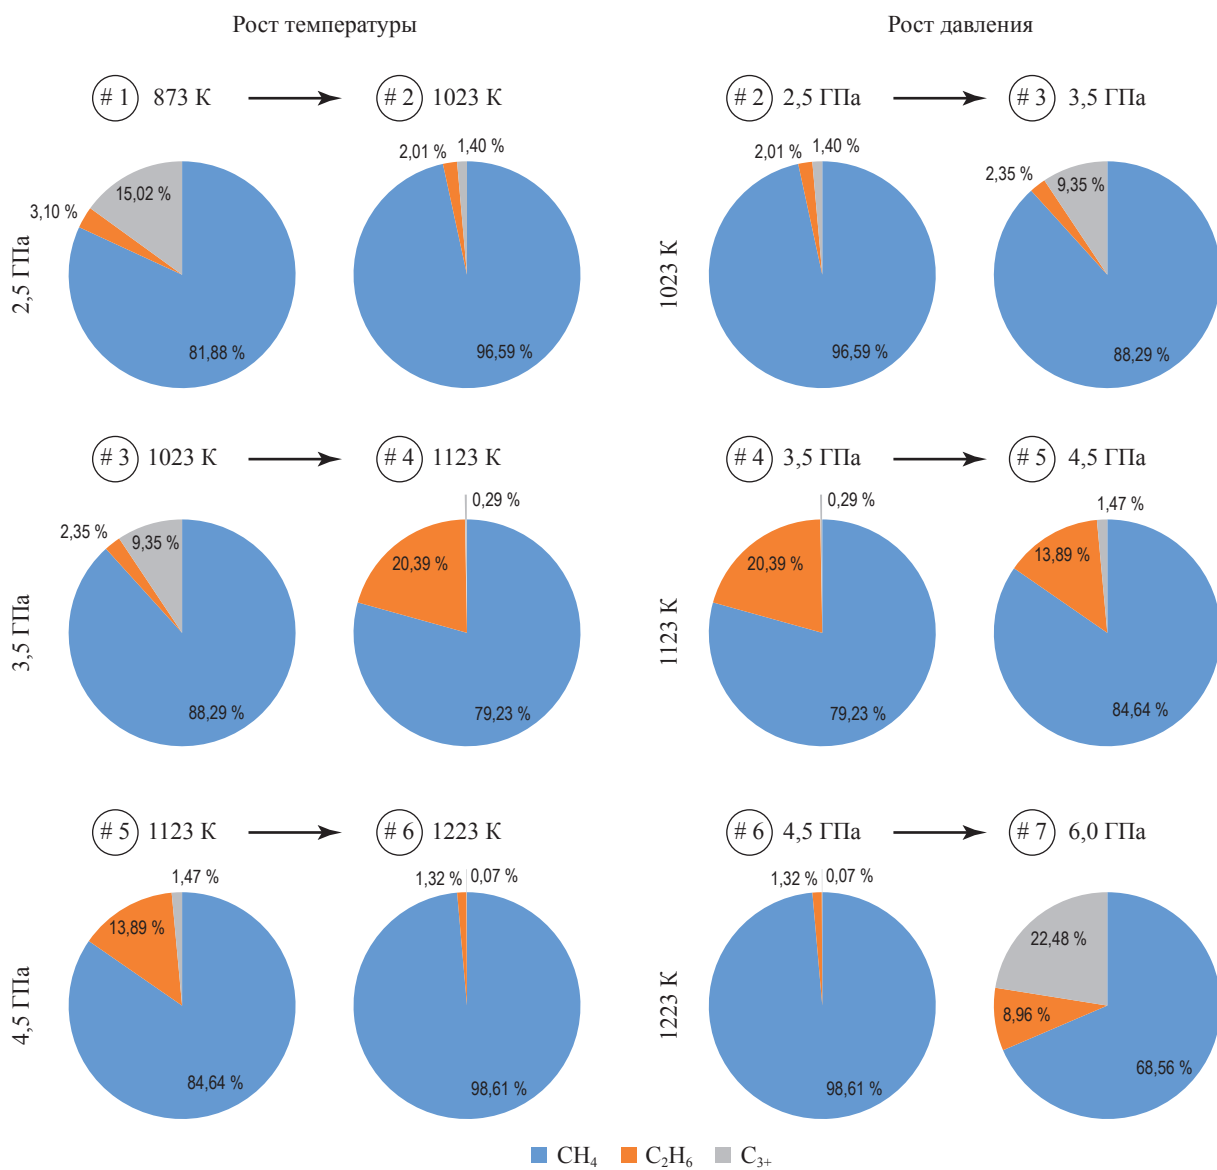 Рост температуры
Рост давления
# 1 873 К
# 2 1023 К
# 2 2,5 ГПа
# 3 3,5 ГПа
2,5 ГПа
15,02 %
3,10 %
81,88 %
2,01 %
1,40 %
96,59 %
1023 К
2,01 %
1,40 %
96,59 %
2,35 %
9,35 %
88,29 %
# 3 1023 К
# 4 1123 К
# 4 3,5 ГПа
# 5 4,5 ГПа
3,5 ГПа
2,35 %
9,35 %
88,29 %
0,29 %
20,39 %
79,23 %
1123 К
0,29 %
20,39 %
79,23 %
1,47 %
13,89 %
84,64 %
# 5 1123 К
# 6 1223 К
# 6 4,5 ГПа
# 7 6,0 ГПа
4,5 ГПа
1,47 %
13,89 %
84,64 %
1,32 %
0,07 %
98,61 %
1223 К
1,32 %
0,07 %
98,61 %
22,48 %
8,96 %
68,56 %
CH₄ C₂H₆ C₃₊